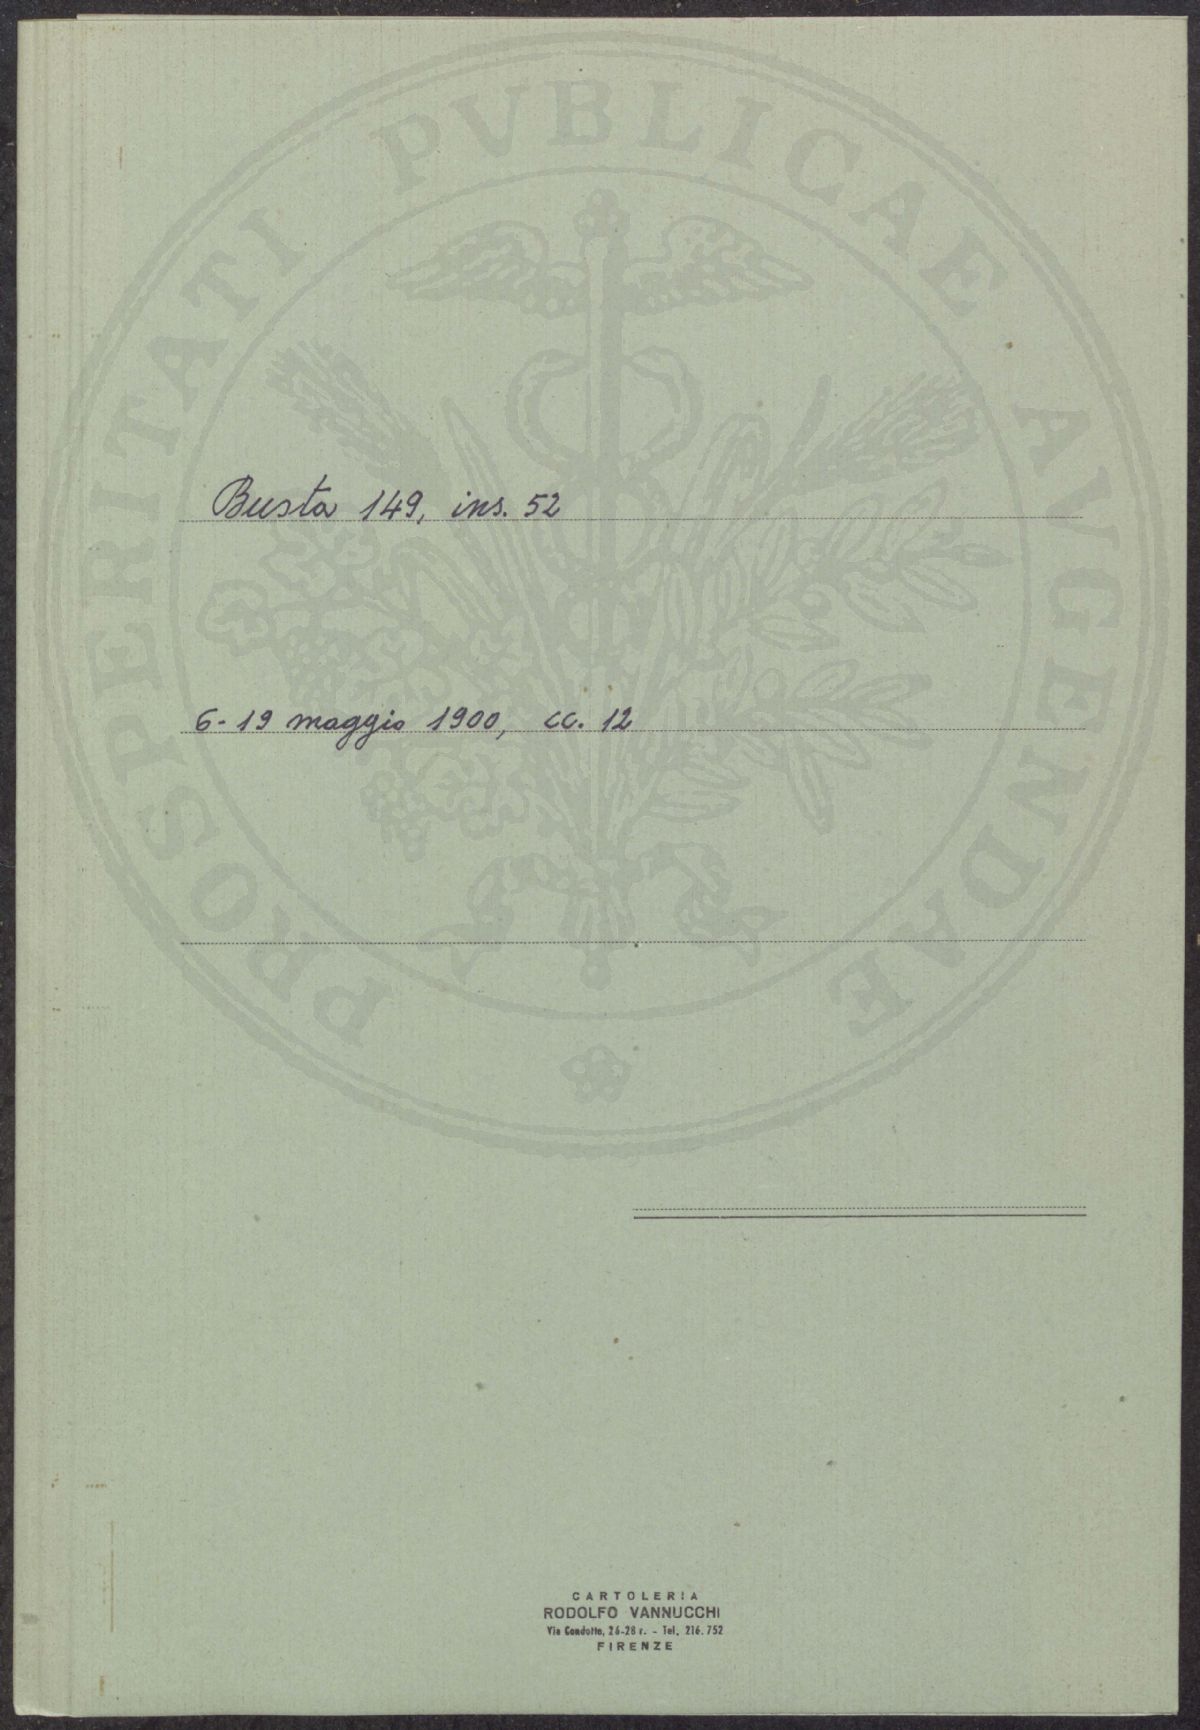 PROSPERITATI PVBLICAE AVGENDAE
Busta 149, ins. 52
6-19 maggio 1900, cc. 12
CARTOLERIA
RODOLFO VANNUCCHI
Via Condotta, 26-28 r. - Tel. 216.752
FIRENZE